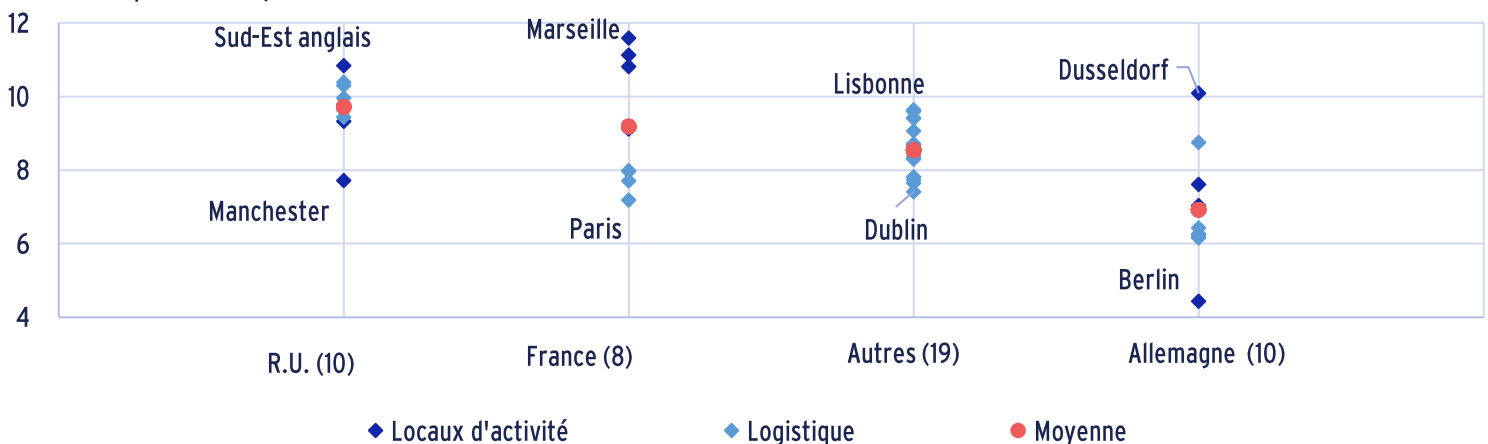 12
Sud-Est anglais
Marseille
10
Lisbonne
Dusseldorf
8
Manchester
Paris
Dublin
6
Berlin
4
R.U. (10)
France (8)
Autres (19)
Allemagne (10)
Locaux d'activité
Logistique
Moyenne